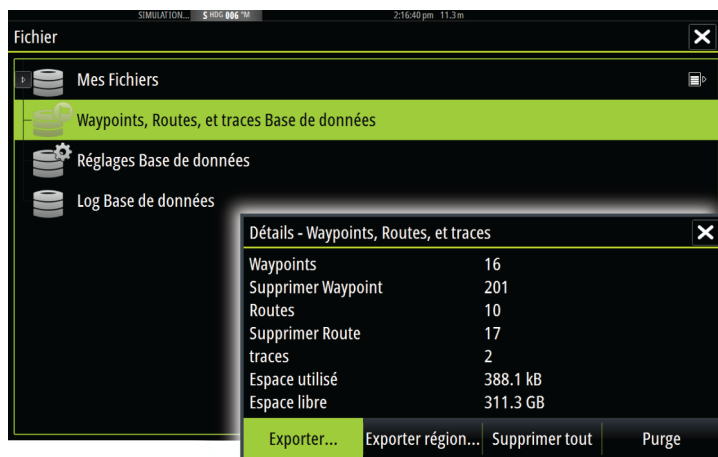 SIMULATION... S HDG 006 °M 2:16:40 pm 11.3 m
Fichier
Mes Fichiers
Waypoints, Routes, et traces Base de données
Réglages Base de données
Log Base de données
Détails - Waypoints, Routes, et traces
Waypoints 16
Supprimer Waypoint 201
Routes 10
Supprimer Route 17
traces 2
Espace utilisé 388.1 kB
Espace libre 311.3 GB
Exporter... Exporter région... Supprimer tout Purge